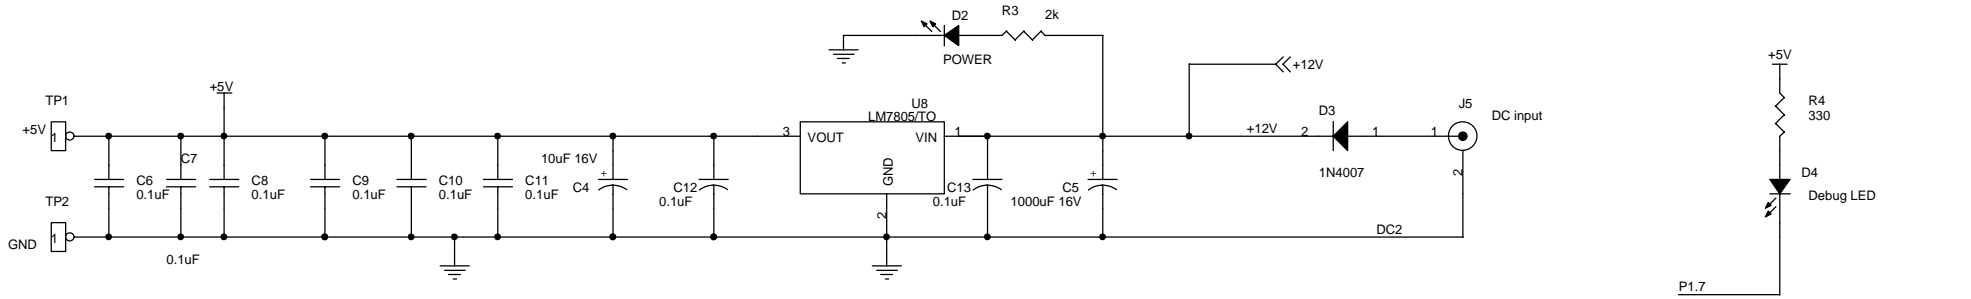 D2
R3
2k
POWER
+12V
+5V
R4
330
D4
Debug LED
P1.7
TP1
+5V
1
+5V
3
U8
LM7805/TO
VOUT
VIN
GND
1
2
+12V
2
D3
1
1N4007
J5
1
2
DC input
C7
C6
0.1uF
C8
0.1uF
C9
0.1uF
C10
0.1uF
C11
0.1uF
10uF 16V
+
C4
C12
0.1uF
C13
0.1uF
+
C5
1000uF 16V
TP2
1
GND
0.1uF
DC2